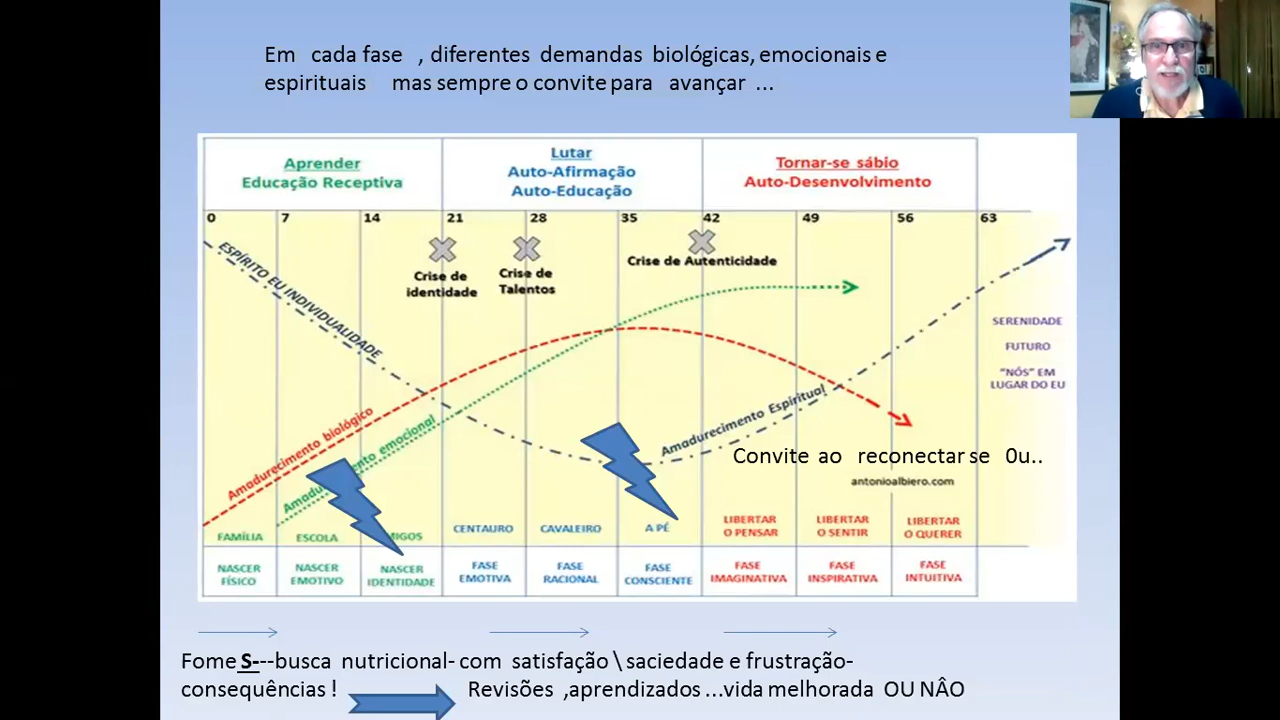 Em cada fase , diferentes demandas biológicas, emocionais e
espirituais mas sempre o convite para avançar ...
Aprender
Educação Receptiva
Lutar
Auto-Afirmação
Auto-Educação
Tornar-se sábio
Auto-Desenvolvimento
0 7 14 21 28 35 42 49 56 63
ESPÍRITO EU INDIVIDUALIDADE
Crise de
identidade
Crise de
Talentos
Crise de Autenticidade
SERENIDADE
FUTURO
"NÓS" EM
LUGAR DO EU
Amadurecimento biológico
Amadurecimento Espiritual
Convite ao reconectar se 0u..
antonioalbiero.com
FAMÍLIA
ESCOLA
CENTAURO
CAVALEIRO
A PÉ
LIBERTAR
O PENSAR
LIBERTAR
O SENTIR
LIBERTAR
O QUERER
NASCER
FÍSICO
NASCER
EMOTIVO
NASCER
IDENTIDADE
FASE
EMOTIVA
FASE
RACIONAL
FASE
CONSCIENTE
FASE
IMAGINATIVA
FASE
INSPIRATIVA
FASE
INTUITIVA
Fome S---busca nutricional- com satisfação \ saciedade e frustração-
consequências ! Revisões ,aprendizados ...vida melhorada OU NÂO